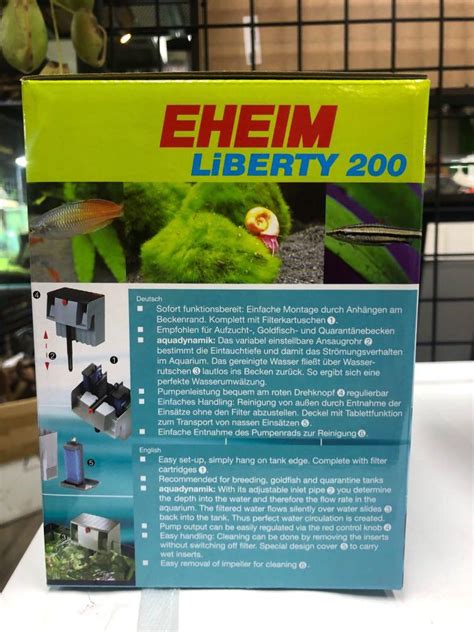 EHEIM
LiBERTY 200
Deutsch
Sofort funktionsbereit: Einfache Montage durch Anhängen am
Beckenrand. Komplett mit Filterkartuschen ①.
Empfohlen für Aufzucht-, Goldfisch- und Quarantänebecken
aquadynamik: Das variabel einstellbare Ansaugrohr ②
bestimmt die Eintauchtiefe und damit das Strömungsverhalten
im Aquarium. Das gereinigte Wasser fließt über Wasser-
rutschen ③ lautlos ins Becken zurück. So ergibt sich eine
perfekte Wasserumwälzung.
Pumpenleistung bequem am roten Drehknopf ④ regulierbar
Einfaches Handling: Reinigung von außen durch Entnahme der
Einsätze ohne den Filter abzustellen. Deckel mit Tablettfunktion
zum Transport von nassen Einsätzen ⑤.
Einfache Entnahme des Pumpenrads zur Reinigung ⑥.
English
Easy set-up, simply hang on tank edge. Complete with filter
cartridges ①.
Recommended for breeding, goldfish and quarantine tanks
aquadynamik: With its adjustable inlet pipe ② you determine
the depth into the water and therefore the flow rate in the
aquarium. The filtered water flows silently over water slides ③
back into the tank. Thus perfect water circulation is created.
Pump output can be easily regulated via the red control knob ④
Easy handling: Cleaning can be done by removing the inserts
without switching off filter. Special design cover ⑤ to carry
wet inserts.
Easy removal of impeller for cleaning ⑥.
④
②
①
⑤
③